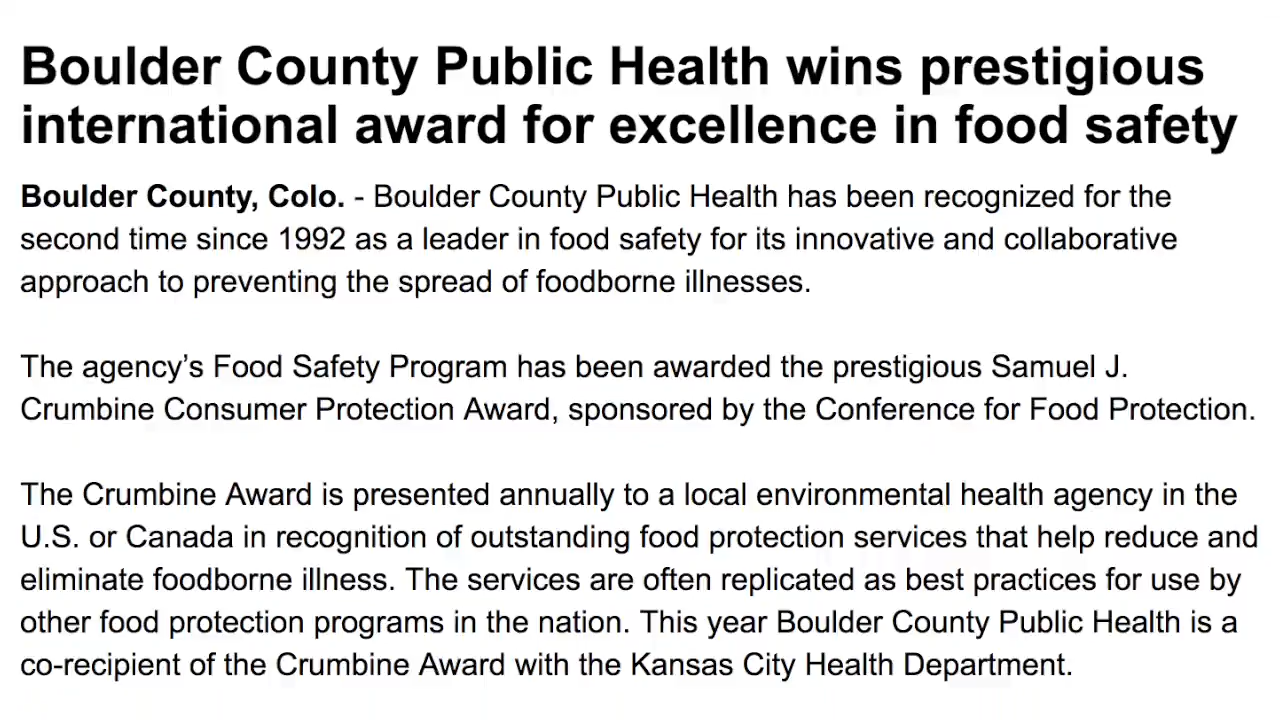 Boulder County Public Health wins prestigious
international award for excellence in food safety
Boulder County, Colo. - Boulder County Public Health has been recognized for the
second time since 1992 as a leader in food safety for its innovative and collaborative
approach to preventing the spread of foodborne illnesses.
The agency’s Food Safety Program has been awarded the prestigious Samuel J.
Crumbine Consumer Protection Award, sponsored by the Conference for Food Protection.
The Crumbine Award is presented annually to a local environmental health agency in the
U.S. or Canada in recognition of outstanding food protection services that help reduce and
eliminate foodborne illness. The services are often replicated as best practices for use by
other food protection programs in the nation. This year Boulder County Public Health is a
co-recipient of the Crumbine Award with the Kansas City Health Department.